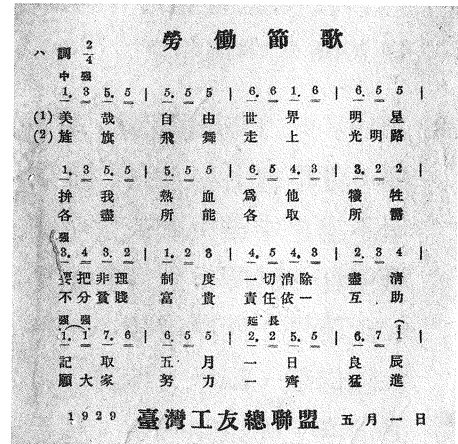 勞働節歌
ハ調 2/4
中强
1. 3 5. 5 | 5. 5 5 | 6. 6 1. 6 | 6. 5 5
(1) 美哉 自由 世界 明星
(2) 旌旗 飛舞 走上 光明路
1. 3 5. 5 | 5. 5 5 | 6. 5 4. 3 | 3. 2 2
拚我 熱血 爲他 犧牲
各盡 所能 各取 所需
强
3. 4 3. 2 | 1. 2 3 | 4. 5 4. 3 | 2. 3 4
要把非理 制度 一切消除 盡清
不分貧賤 富貴 責任依一 互助
强 强 延長
1. 1 7. 6 | 6. 5 5 | 2. 2 5. 5 | 6. 7 1
記取 五月 一日 良辰
願大家 努力 一齊 猛進
1929 臺灣工友總聯盟 五月一日